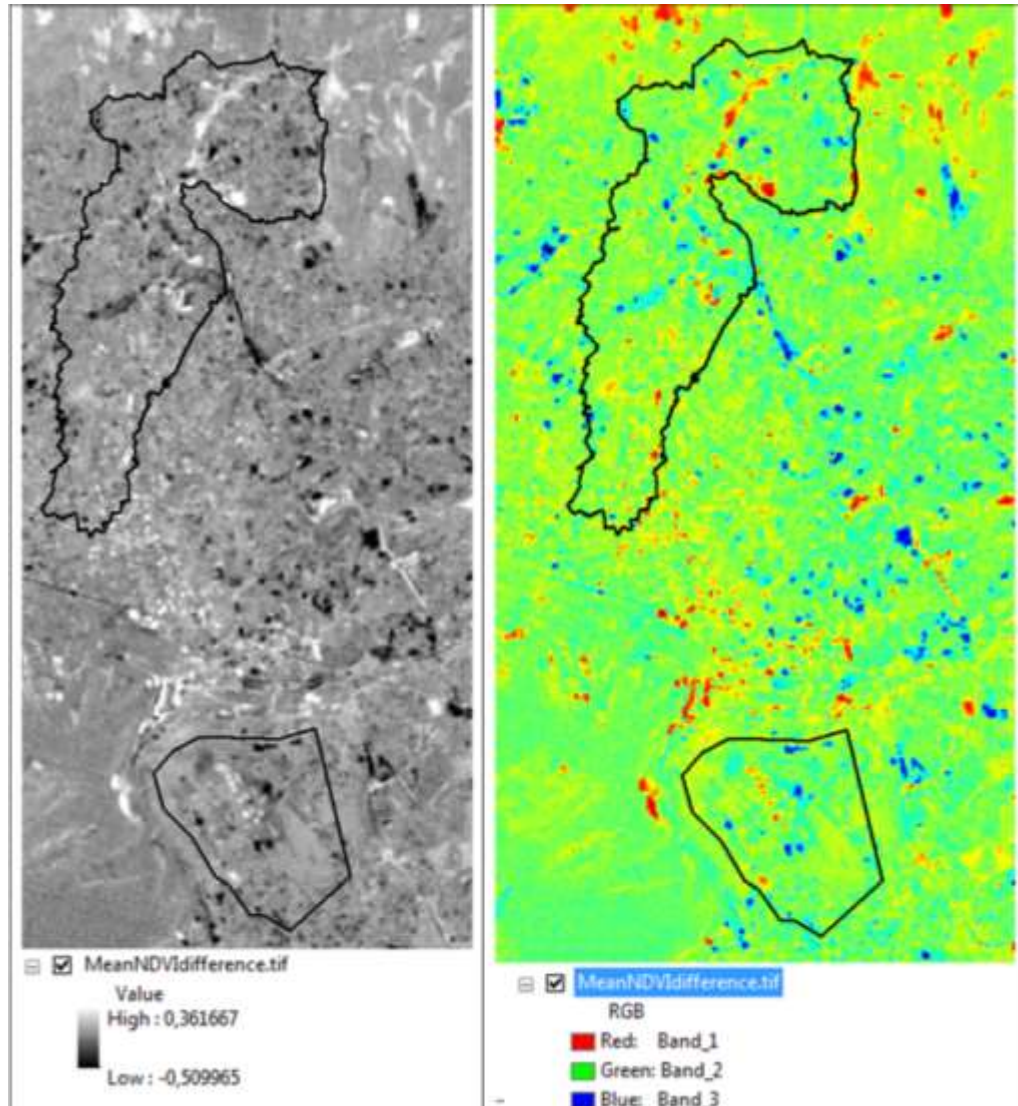 MeanNDVIdifference.tif
Value
High : 0,361667
Low : -0,509965
MeanNDVIdifference.tif
RGB
Red: Band_1
Green: Band_2
Blue: Band_3